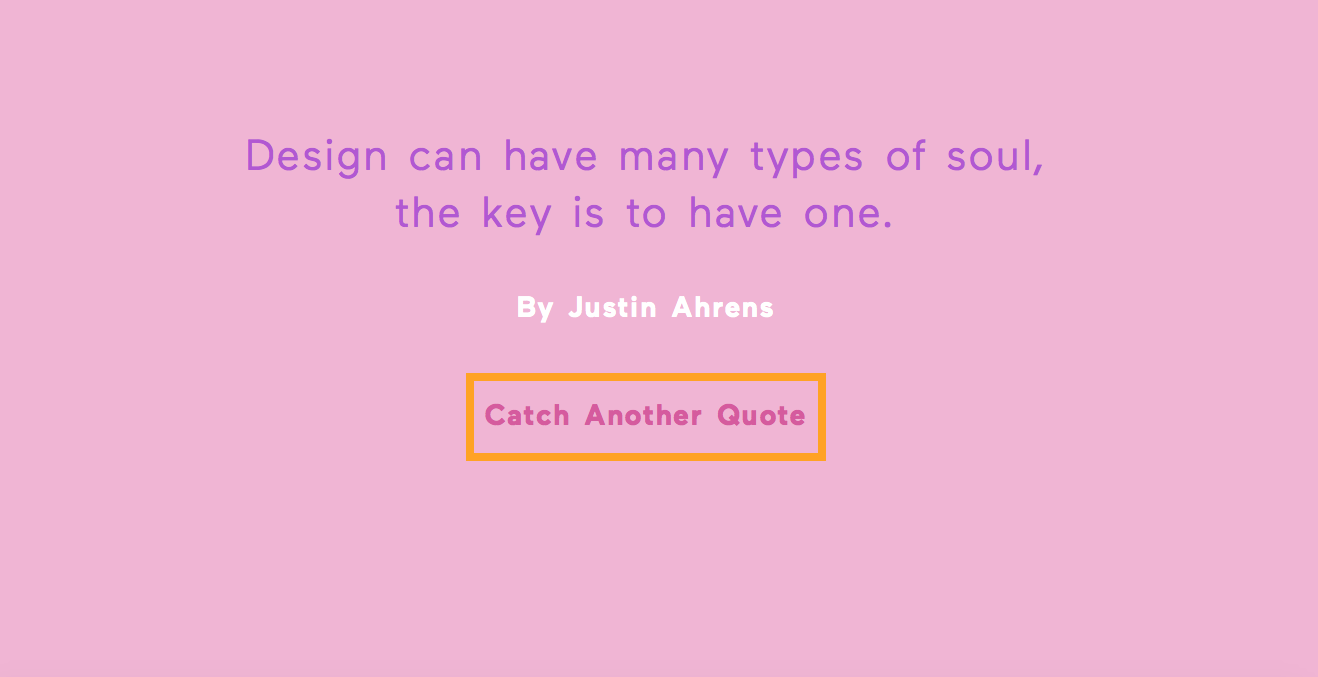 Design can have many types of soul,
the key is to have one.
By Justin Ahrens
Catch Another Quote